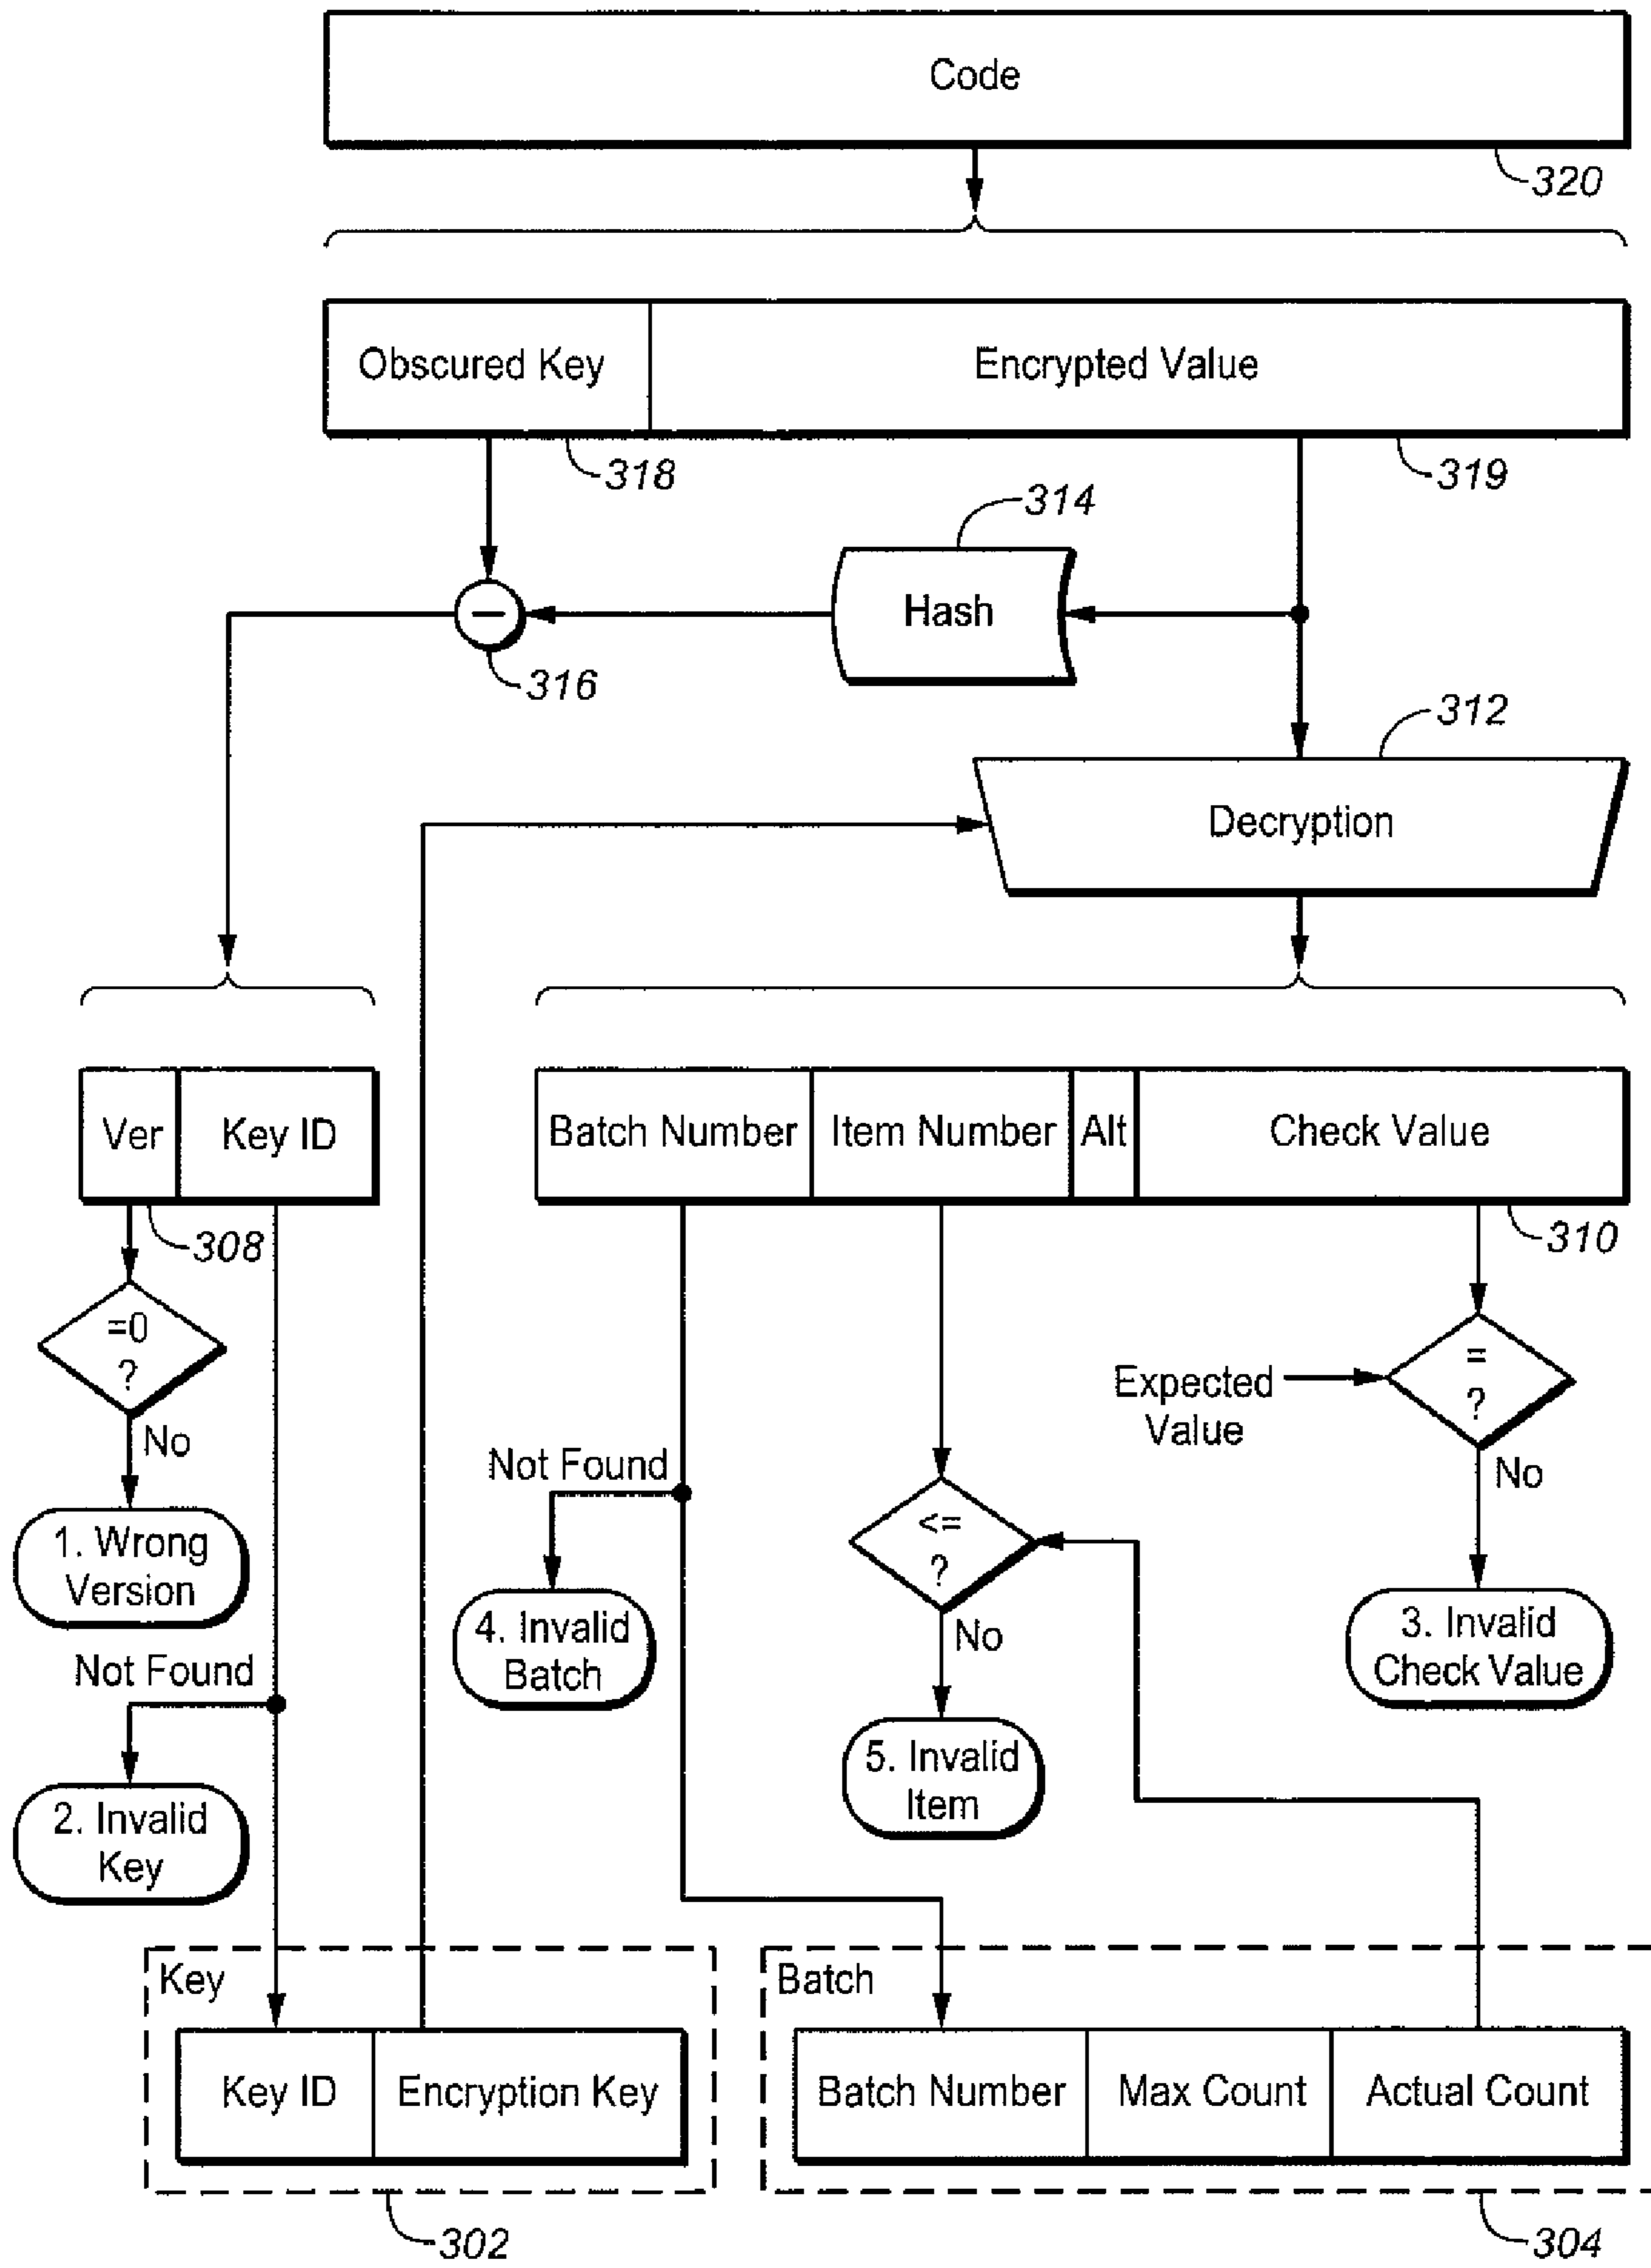 Code
320
Obscured Key
Encrypted Value
318
319
314
Hash
−
316
312
Decryption
Ver
Key ID
Batch Number
Item Number
Alt
Check Value
308
310
=0
?
No
1. Wrong
Version
Not Found
2. Invalid
Key
Not Found
4. Invalid
Batch
<=
?
No
5. Invalid
Item
Expected
Value
=
?
No
3. Invalid
Check Value
Key
Key ID
Encryption Key
302
Batch
Batch Number
Max Count
Actual Count
304